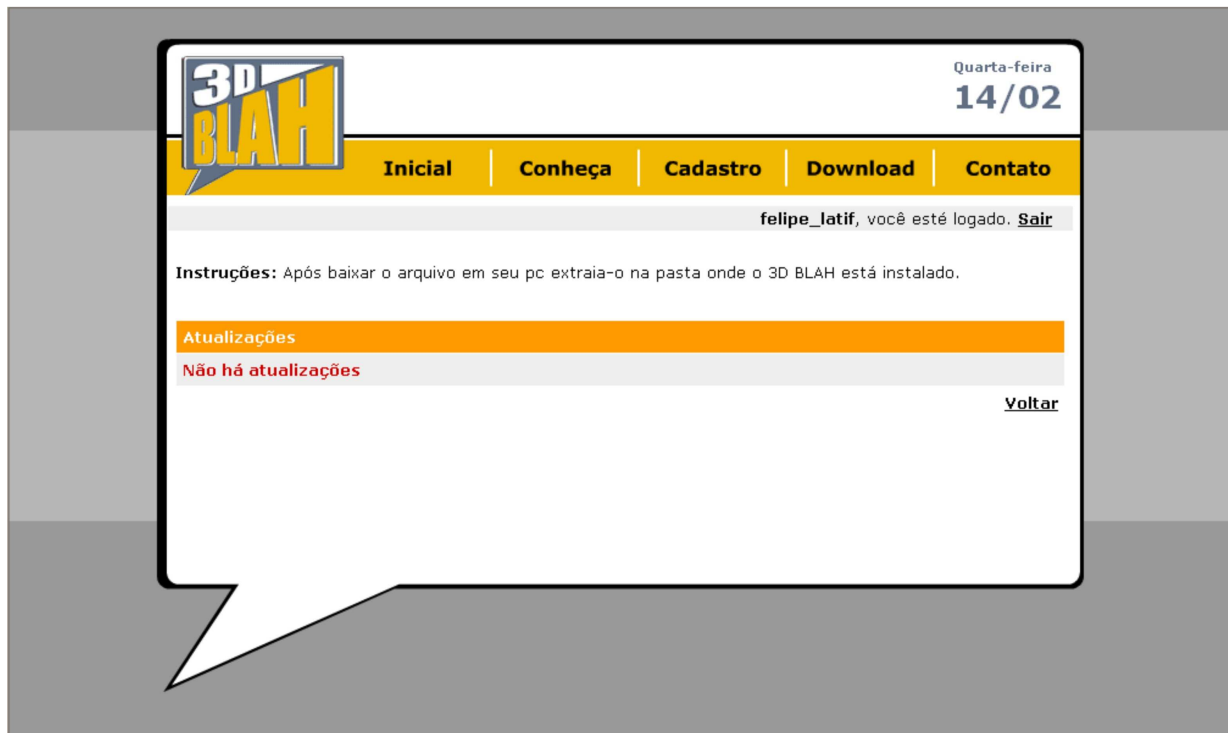 3D
BLAH
Quarta-feira
14/02
Inicial Conheça Cadastro Download Contato
felipe_latif, você esté logado. Sair
Instruções: Após baixar o arquivo em seu pc extraia-o na pasta onde o 3D BLAH está instalado.
Atualizações
Não há atualizações
Voltar